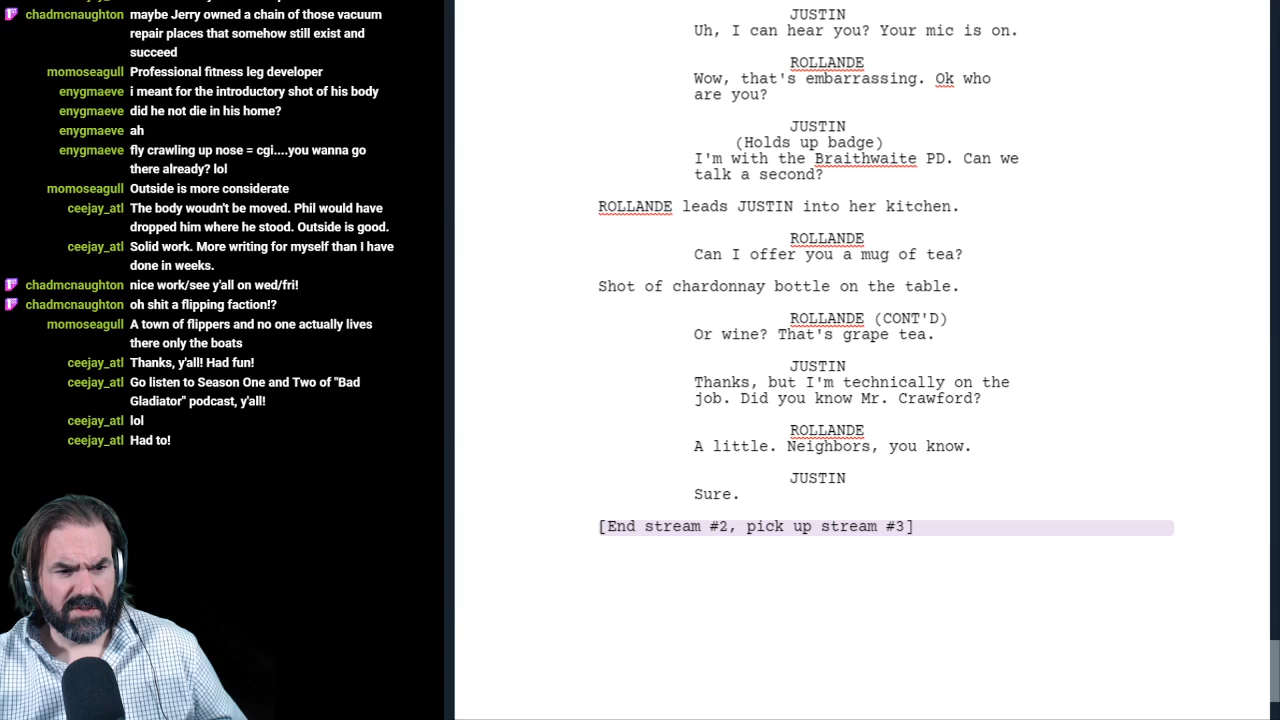 chadmcnaughton maybe Jerry owned a chain of those vacuum
repair places that somehow still exist and
succeed
momoseagull Professional fitness leg developer
enygmaeve i meant for the introductory shot of his body
enygmaeve did he not die in his home?
enygmaeve ah
enygmaeve fly crawling up nose = cgi....you wanna go
there already? lol
momoseagull Outside is more considerate
ceejay_atl The body woudn't be moved. Phil would have
dropped him where he stood. Outside is good.
ceejay_atl Solid work. More writing for myself than I have
done in weeks.
chadmcnaughton nice work/see y'all on wed/fri!
chadmcnaughton oh shit a flipping faction!?
momoseagull A town of flippers and no one actually lives
there only the boats
ceejay_atl Thanks, y'all! Had fun!
ceejay_atl Go listen to Season One and Two of "Bad
Gladiator" podcast, y'all!
ceejay_atl lol
ceejay_atl Had to!
JUSTIN
Uh, I can hear you? Your mic is on.
ROLLANDE
Wow, that's embarrassing. Ok who
are you?
JUSTIN
(Holds up badge)
I'm with the Braithwaite PD. Can we
talk a second?
ROLLANDE leads JUSTIN into her kitchen.
ROLLANDE
Can I offer you a mug of tea?
Shot of chardonnay bottle on the table.
ROLLANDE (CONT'D)
Or wine? That's grape tea.
JUSTIN
Thanks, but I'm technically on the
job. Did you know Mr. Crawford?
ROLLANDE
A little. Neighbors, you know.
JUSTIN
Sure.
[End stream #2, pick up stream #3]